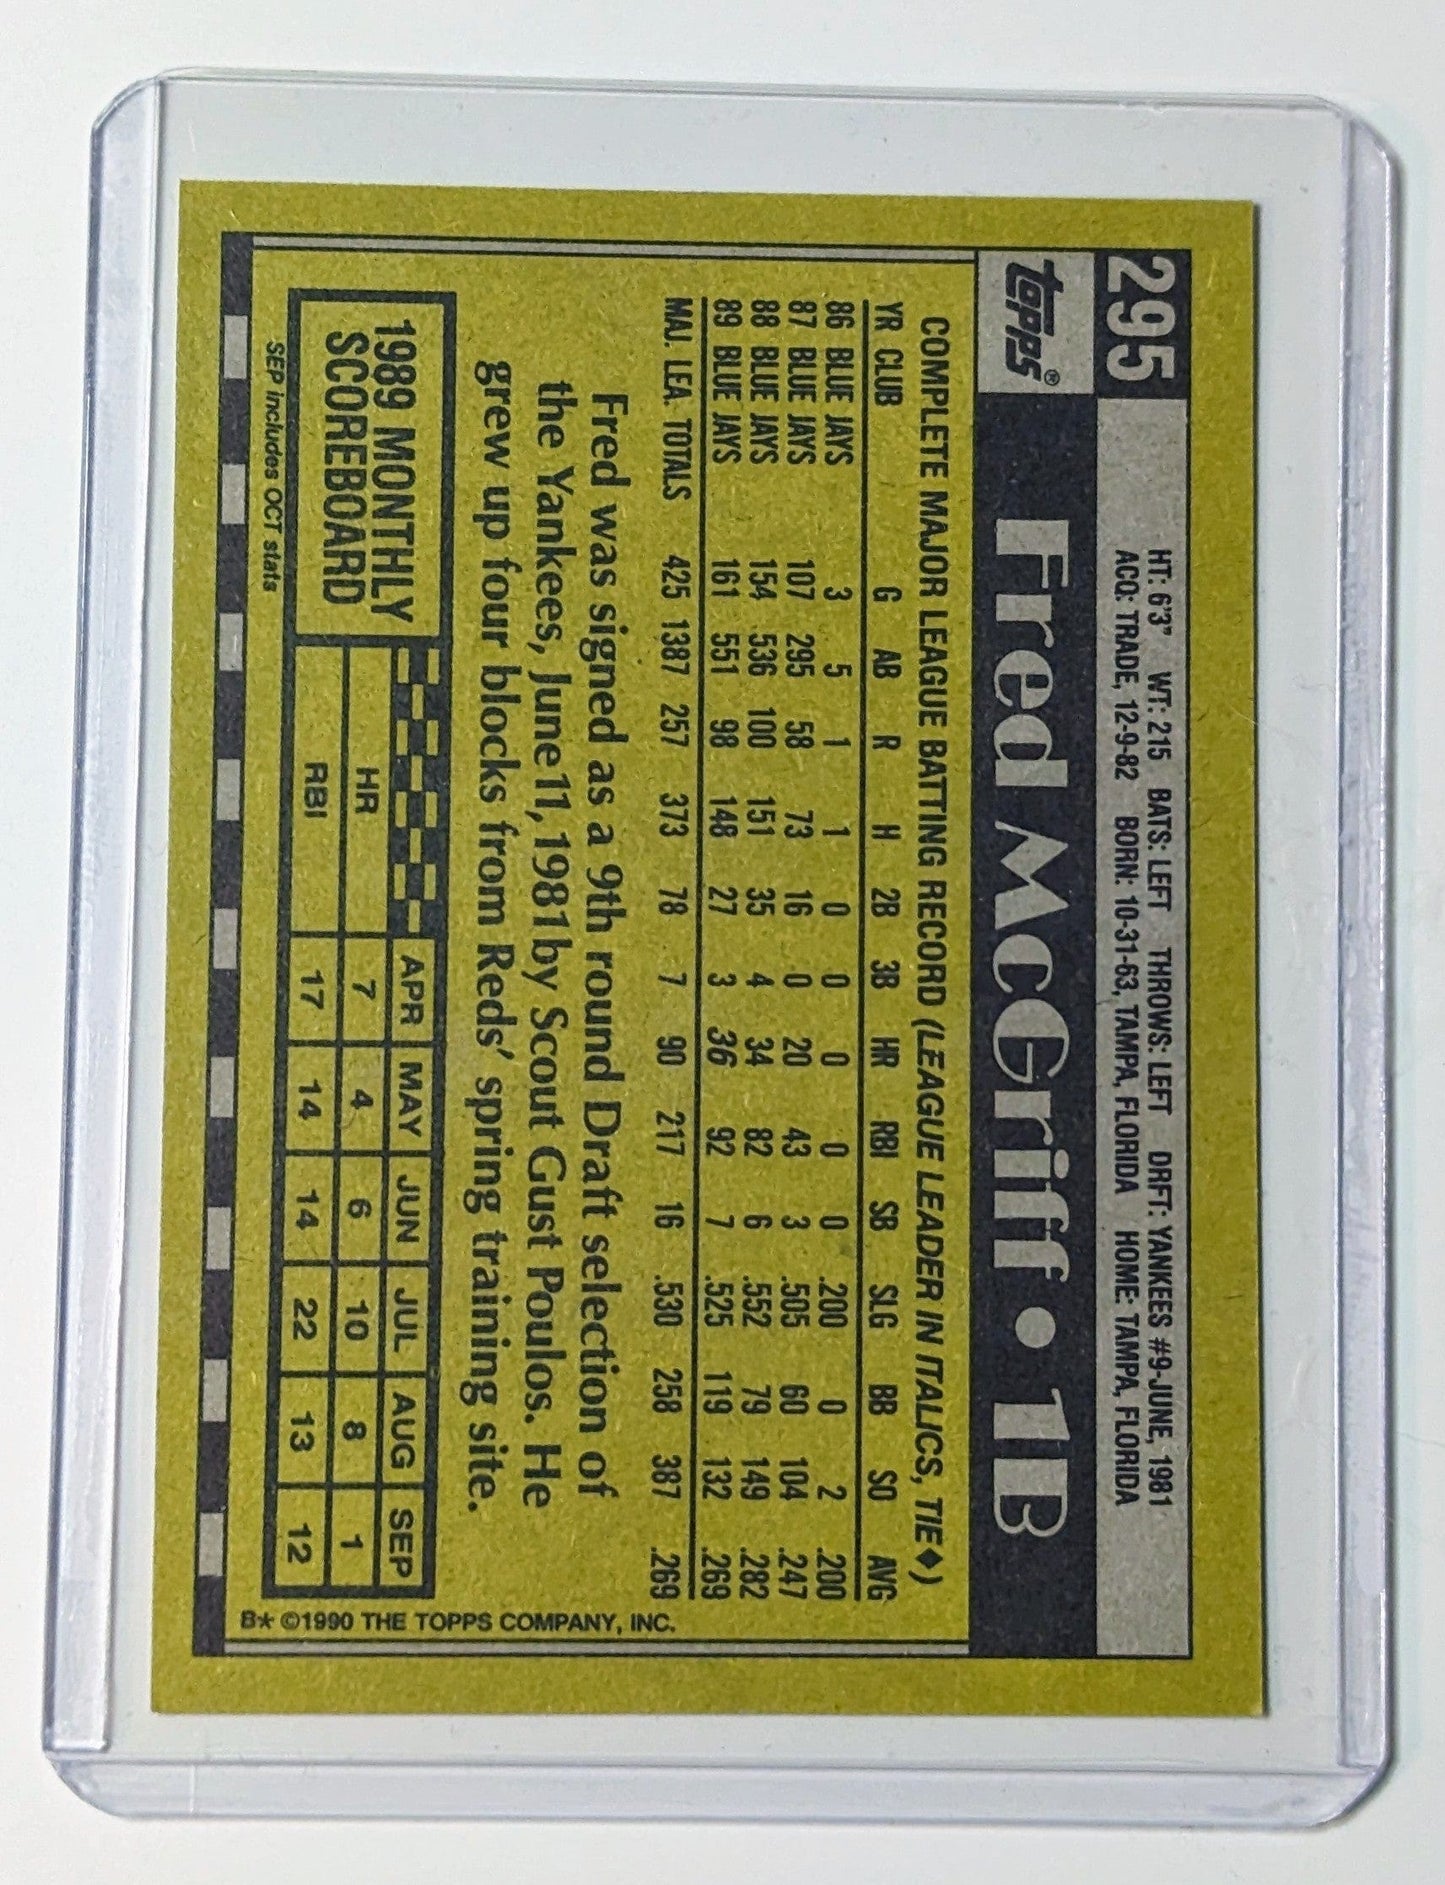 295
HT: 6'3" WT: 215 BATS: LEFT THROWS: LEFT DRFT: YANKEES #9-JUNE, 1981
ACQ: TRADE, 12-9-82 BORN: 10-31-63, TAMPA, FLORIDA HOME: TAMPA, FLORIDA
topps® Fred McGriff • 1B
COMPLETE MAJOR LEAGUE BATTING RECORD (LEAGUE LEADER IN ITALICS, TIE♦)
YR CLUB G AB R H 2B 3B HR RBI SB SLG BB SO AVG
86 BLUE JAYS 3 5 1 1 0 0 0 0 0 .200 0 2 .200
87 BLUE JAYS 107 295 58 73 16 0 20 43 3 .505 60 104 .247
88 BLUE JAYS 154 536 100 151 35 4 34 82 6 .552 79 149 .282
89 BLUE JAYS 161 551 98 148 27 3 36 92 7 .525 119 132 .269
MAJ. LEA. TOTALS 425 1387 257 373 78 7 90 217 16 .530 258 387 .269
Fred was signed as a 9th round Draft selection of
the Yankees, June 11, 1981 by Scout Gust Poulos. He
grew up four blocks from Reds' spring training site.
1989 MONTHLY
SCOREBOARD
APR MAY JUN JUL AUG SEP
HR 7 4 6 10 8 1
RBI 17 14 14 22 13 12
SEP includes OCT stats
B* ©1990 THE TOPPS COMPANY, INC.